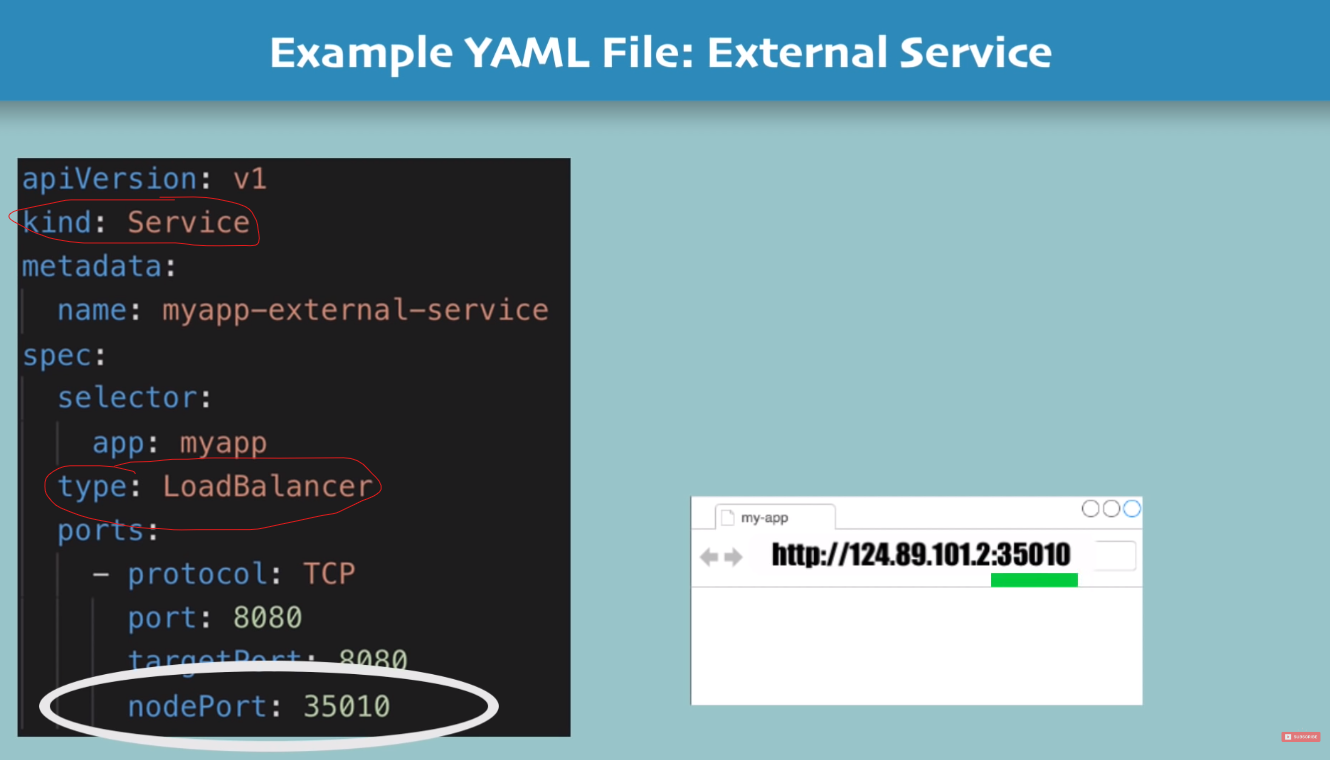 Example YAML File: External Service
apiVersion: v1
kind: Service
metadata:
name: myapp-external-service
spec:
selector:
app: myapp
type: LoadBalancer
ports:
- protocol: TCP
port: 8080
targetPort: 8080
nodePort: 35010
my-app
http://124.89.101.2:35010
SUBSCRIBE